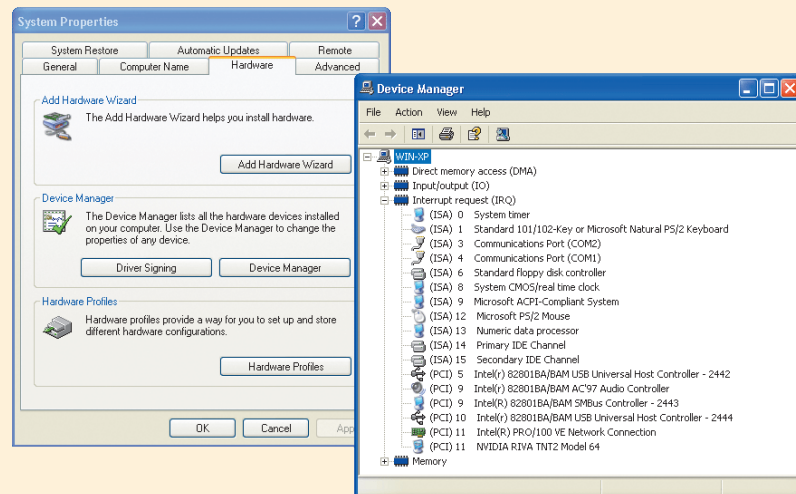 System Properties
System Restore Automatic Updates Remote
General Computer Name Hardware Advanced
Add Hardware Wizard
The Add Hardware Wizard helps you install hardware.
Add Hardware Wizard
Device Manager
The Device Manager lists all the hardware devices installed
on your computer. Use the Device Manager to change the
properties of any device.
Driver Signing Device Manager
Hardware Profiles
Hardware profiles provide a way for you to set up and store
different hardware configurations.
Hardware Profiles
OK Cancel App
Device Manager
File Action View Help
WIN-XP
Direct memory access (DMA)
Input/output (IO)
Interrupt request (IRQ)
(ISA) 0 System timer
(ISA) 1 Standard 101/102-Key or Microsoft Natural PS/2 Keyboard
(ISA) 3 Communications Port (COM2)
(ISA) 4 Communications Port (COM1)
(ISA) 6 Standard floppy disk controller
(ISA) 8 System CMOS/real time clock
(ISA) 9 Microsoft ACPI-Compliant System
(ISA) 12 Microsoft PS/2 Mouse
(ISA) 13 Numeric data processor
(ISA) 14 Primary IDE Channel
(ISA) 15 Secondary IDE Channel
(PCI) 5 Intel(r) 82801BA/BAM USB Universal Host Controller - 2442
(PCI) 9 Intel(r) 82801BA/BAM AC'97 Audio Controller
(PCI) 9 Intel(R) 82801BA/BAM SMBus Controller - 2443
(PCI) 10 Intel(r) 82801BA/BAM USB Universal Host Controller - 2444
(PCI) 11 Intel(R) PRO/100 VE Network Connection
(PCI) 11 NVIDIA RIVA TNT2 Model 64
Memory